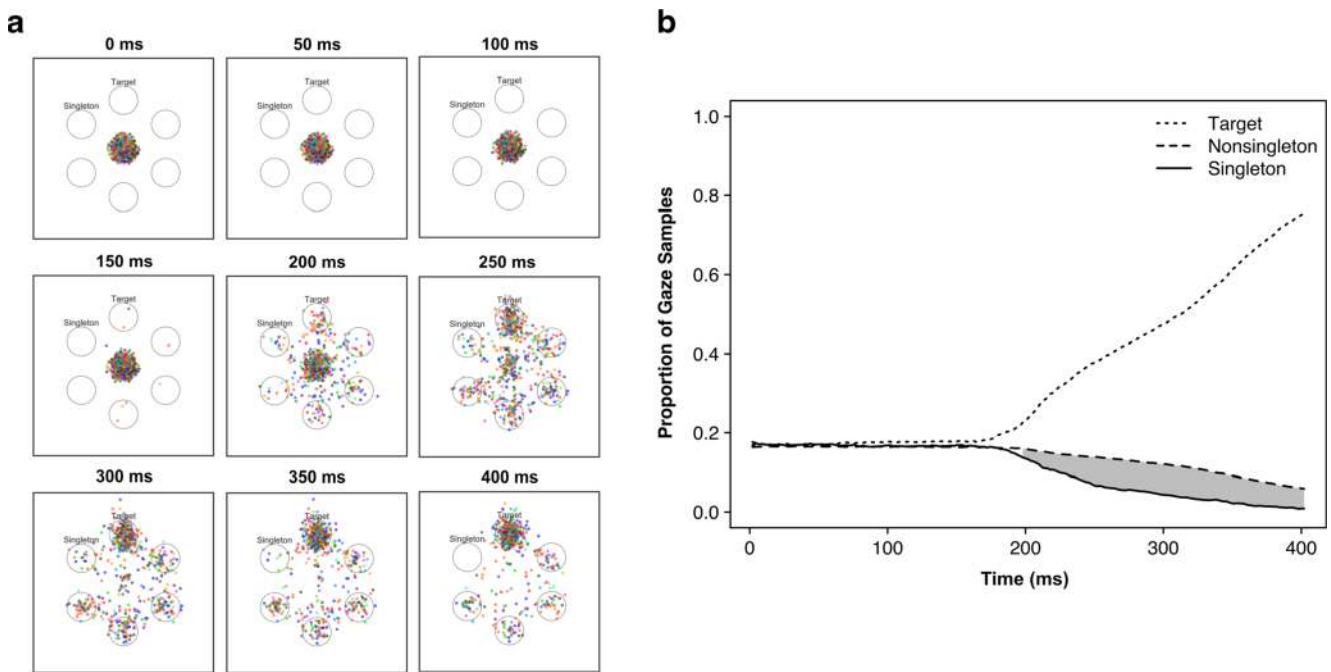 a
0 ms
50 ms
100 ms
Target
Singleton
Target
Singleton
Target
Singleton
150 ms
200 ms
250 ms
Target
Singleton
Target
Singleton
Target
Singleton
300 ms
350 ms
400 ms
Target
Singleton
Target
Singleton
Target
Singleton
b
Proportion of Gaze Samples
1.0
0.8
0.6
0.4
0.2
0.0
Target
Nonsingleton
Singleton
0 100 200 300 400
Time (ms)